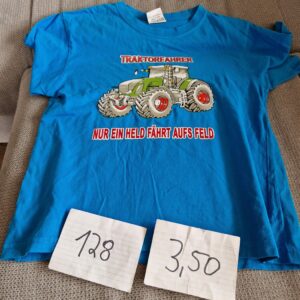 TRAKTORFAHRER
NUR EIN HELD FÄHRT AUFS FELD
128
3,50